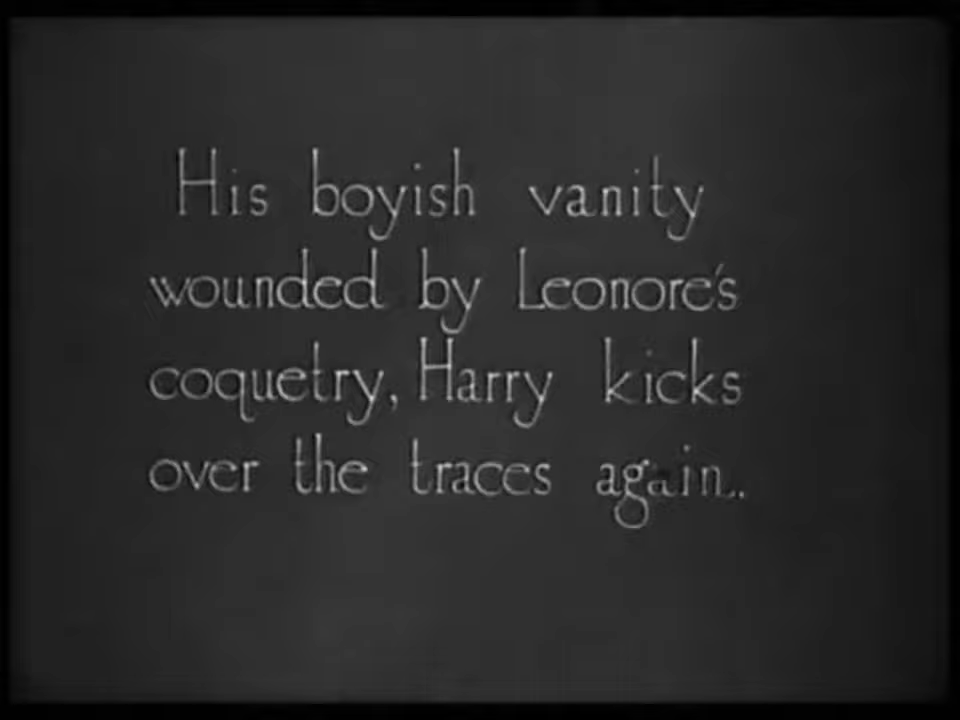 His boyish vanity
wounded by Leonore's
coquetry, Harry kicks
over the traces again.